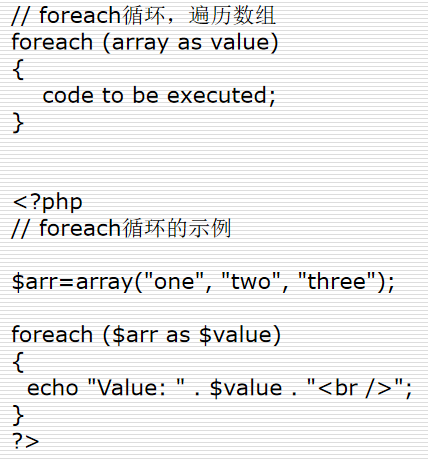 // foreach循环，遍历数组
foreach (array as value)
{
    code to be executed;
}
<?php
// foreach循环的示例
$arr=array("one", "two", "three");
foreach ($arr as $value)
{
  echo "Value: " . $value . "<br />";
}
?>